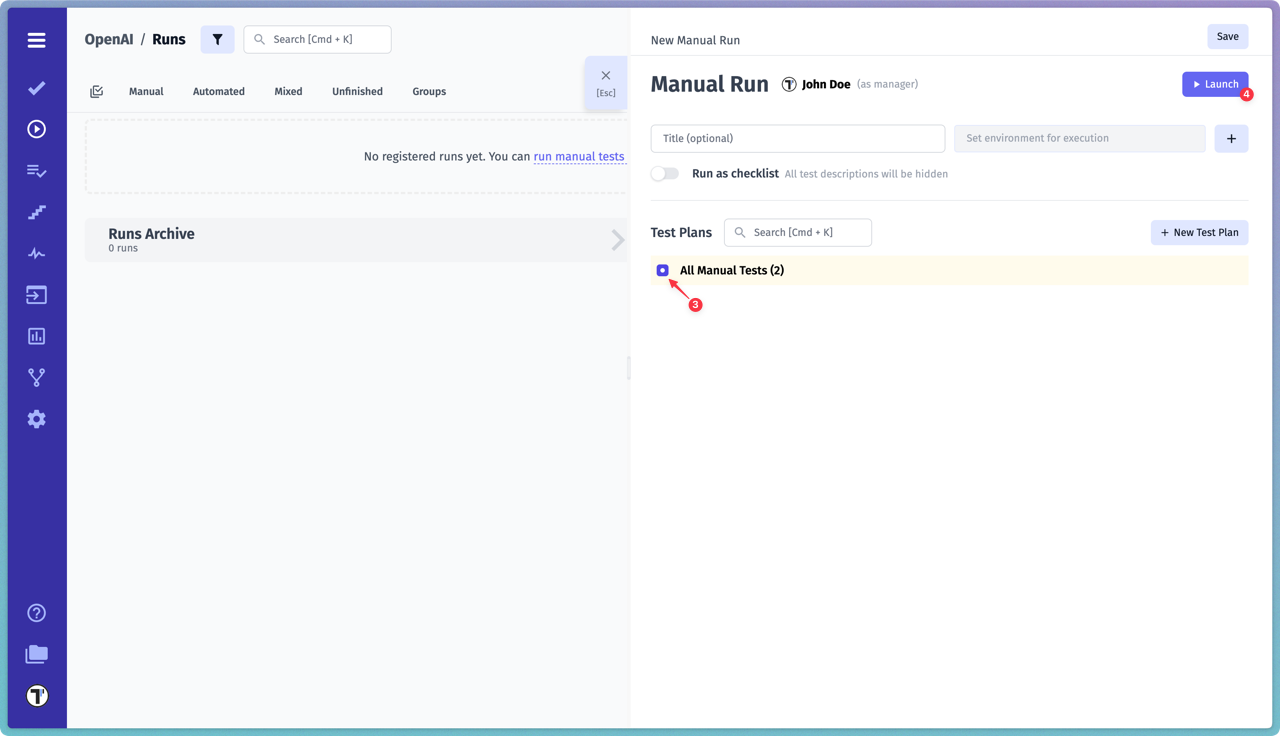 OpenAI / Runs
Search [Cmd + K]
Manual
Automated
Mixed
Unfinished
Groups
[Esc]
No registered runs yet. You can run manual tests
Runs Archive
0 runs
New Manual Run
Save
Manual Run
T
John Doe (as manager)
Launch
4
Title (optional)
Set environment for execution
+
Run as checklist All test descriptions will be hidden
Test Plans
Search [Cmd + K]
+ New Test Plan
All Manual Tests (2)
3
?
T